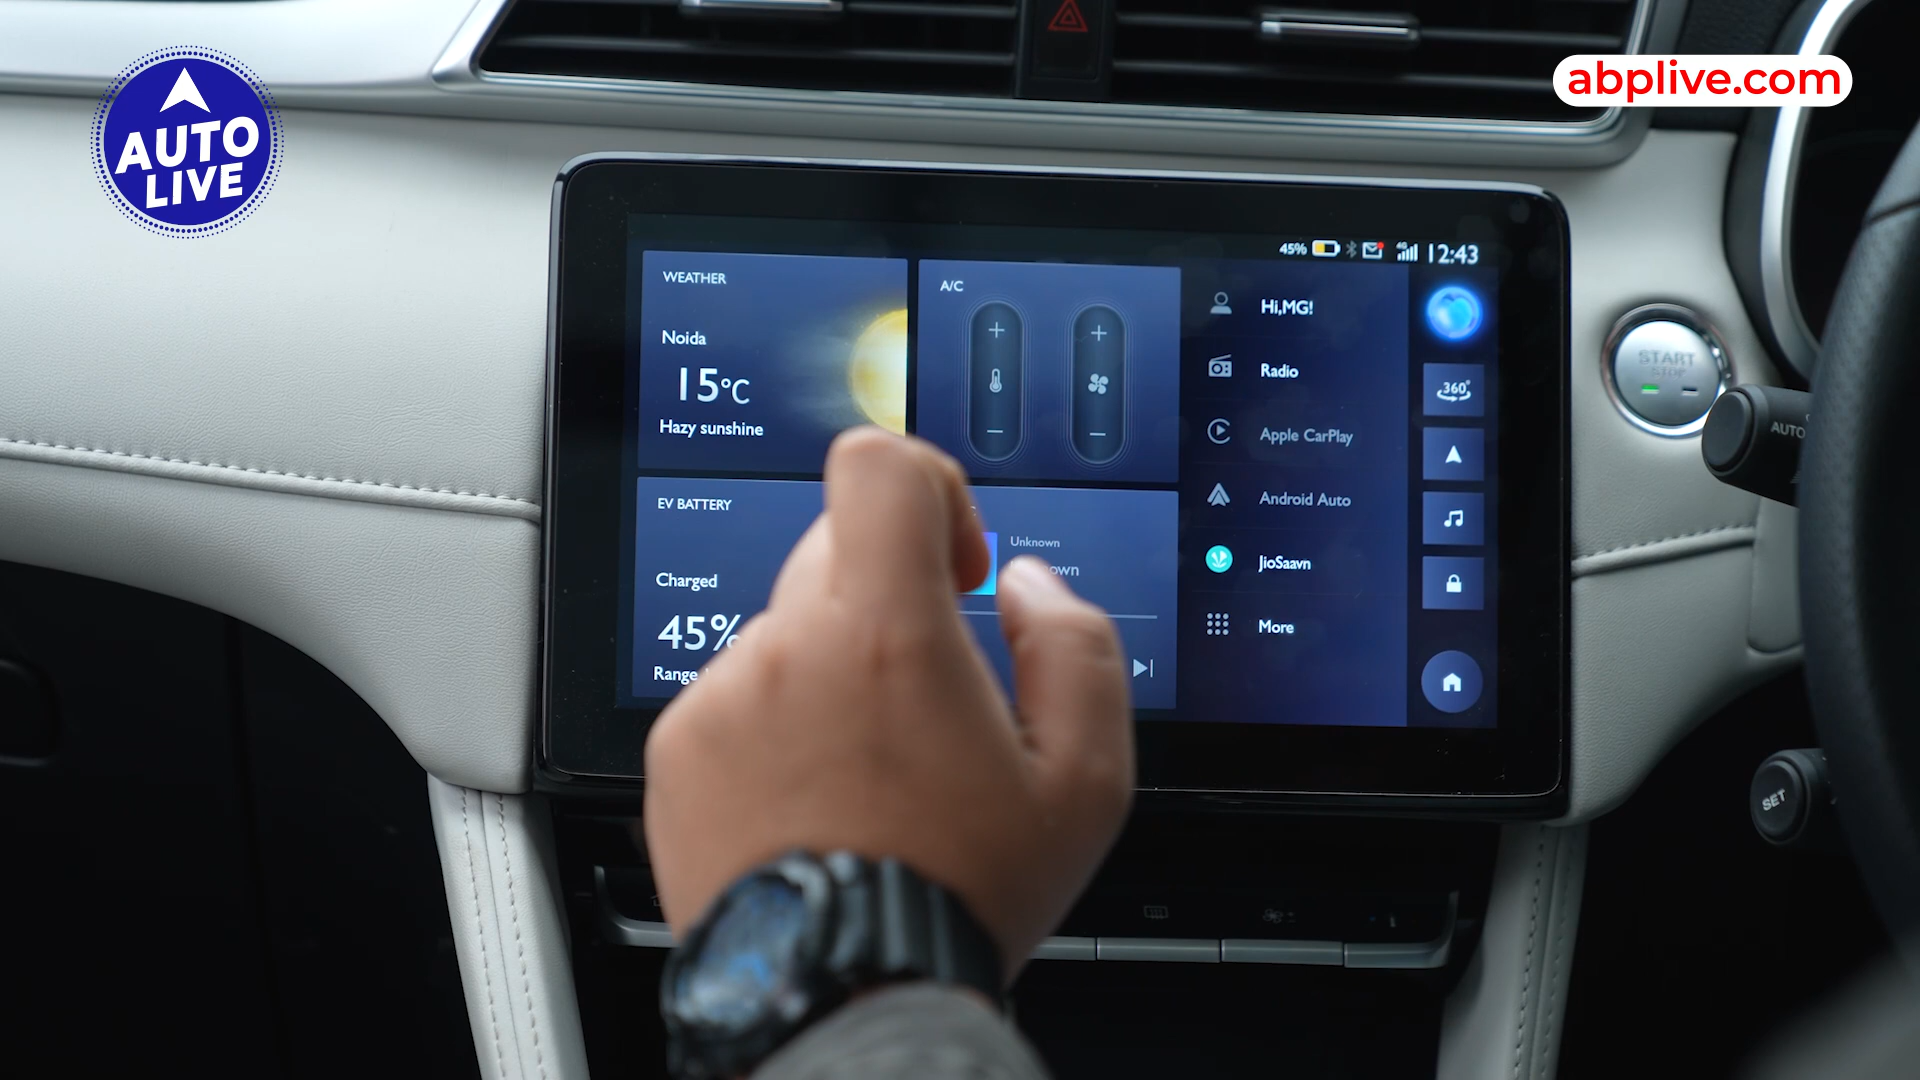 AUTO
LIVE
abplive.com
45% 4G 12:43
WEATHER
Noida
15°C
Hazy sunshine
A/C
Hi,MG!
Radio
Apple CarPlay
Android Auto
JioSaavn
More
360°
EV BATTERY
Charged
45%
Range
Unknown
START
STOP
AUTO
SET